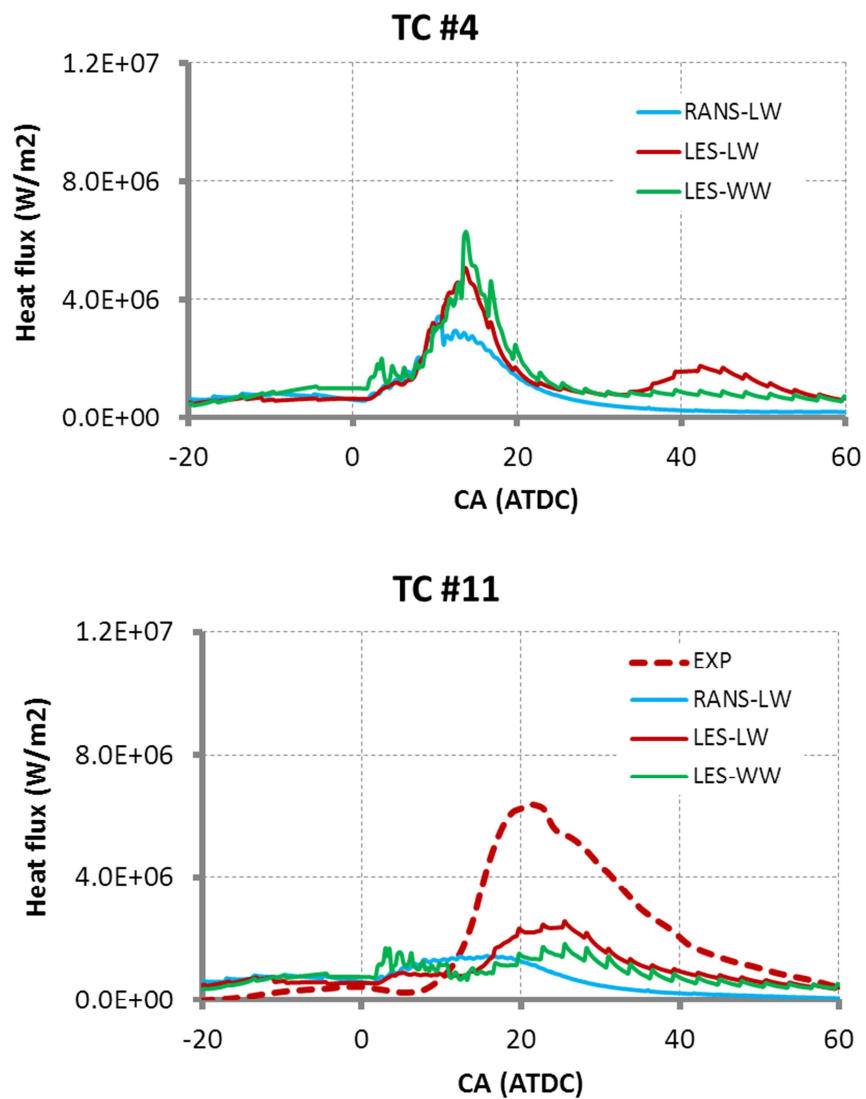 TC #4
1.2E+07
8.0E+06
4.0E+06
0.0E+00
Heat flux (W/m2)
RANS-LW
LES-LW
LES-WW
-20 0 20 40 60
CA (ATDC)
TC #11
1.2E+07
8.0E+06
4.0E+06
0.0E+00
Heat flux (W/m2)
EXP
RANS-LW
LES-LW
LES-WW
-20 0 20 40 60
CA (ATDC)